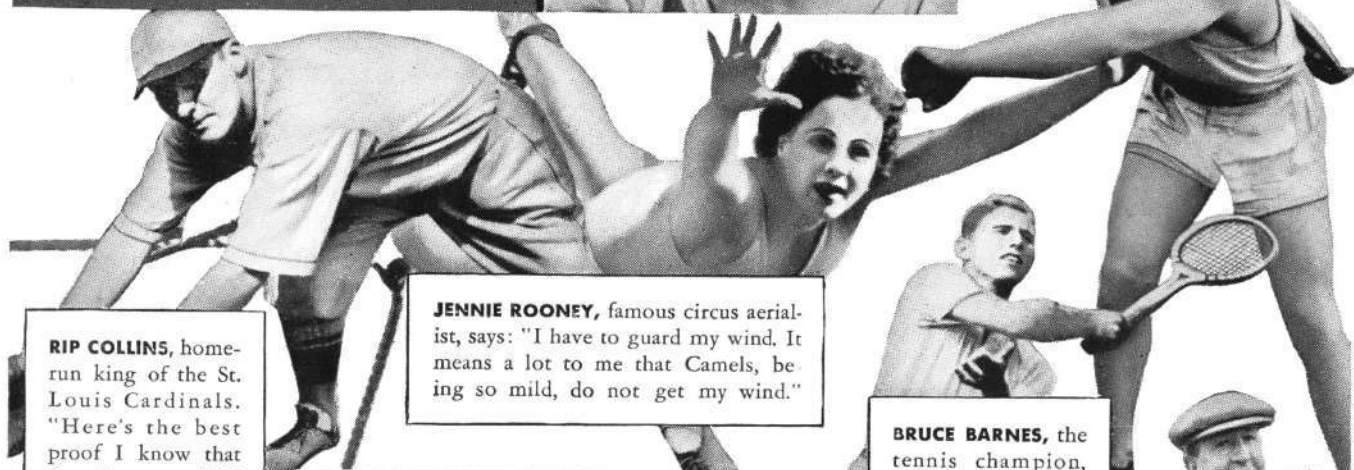 RIP COLLINS, home-
run king of the St.
Louis Cardinals.
"Here's the best
proof I know that
JENNIE ROONEY, famous circus aerial-
ist, says: "I have to guard my wind. It
means a lot to me that Camels, be
ing so mild, do not get my wind."
BRUCE BARNES, the
tennis champion,